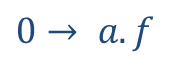 0 → a.f